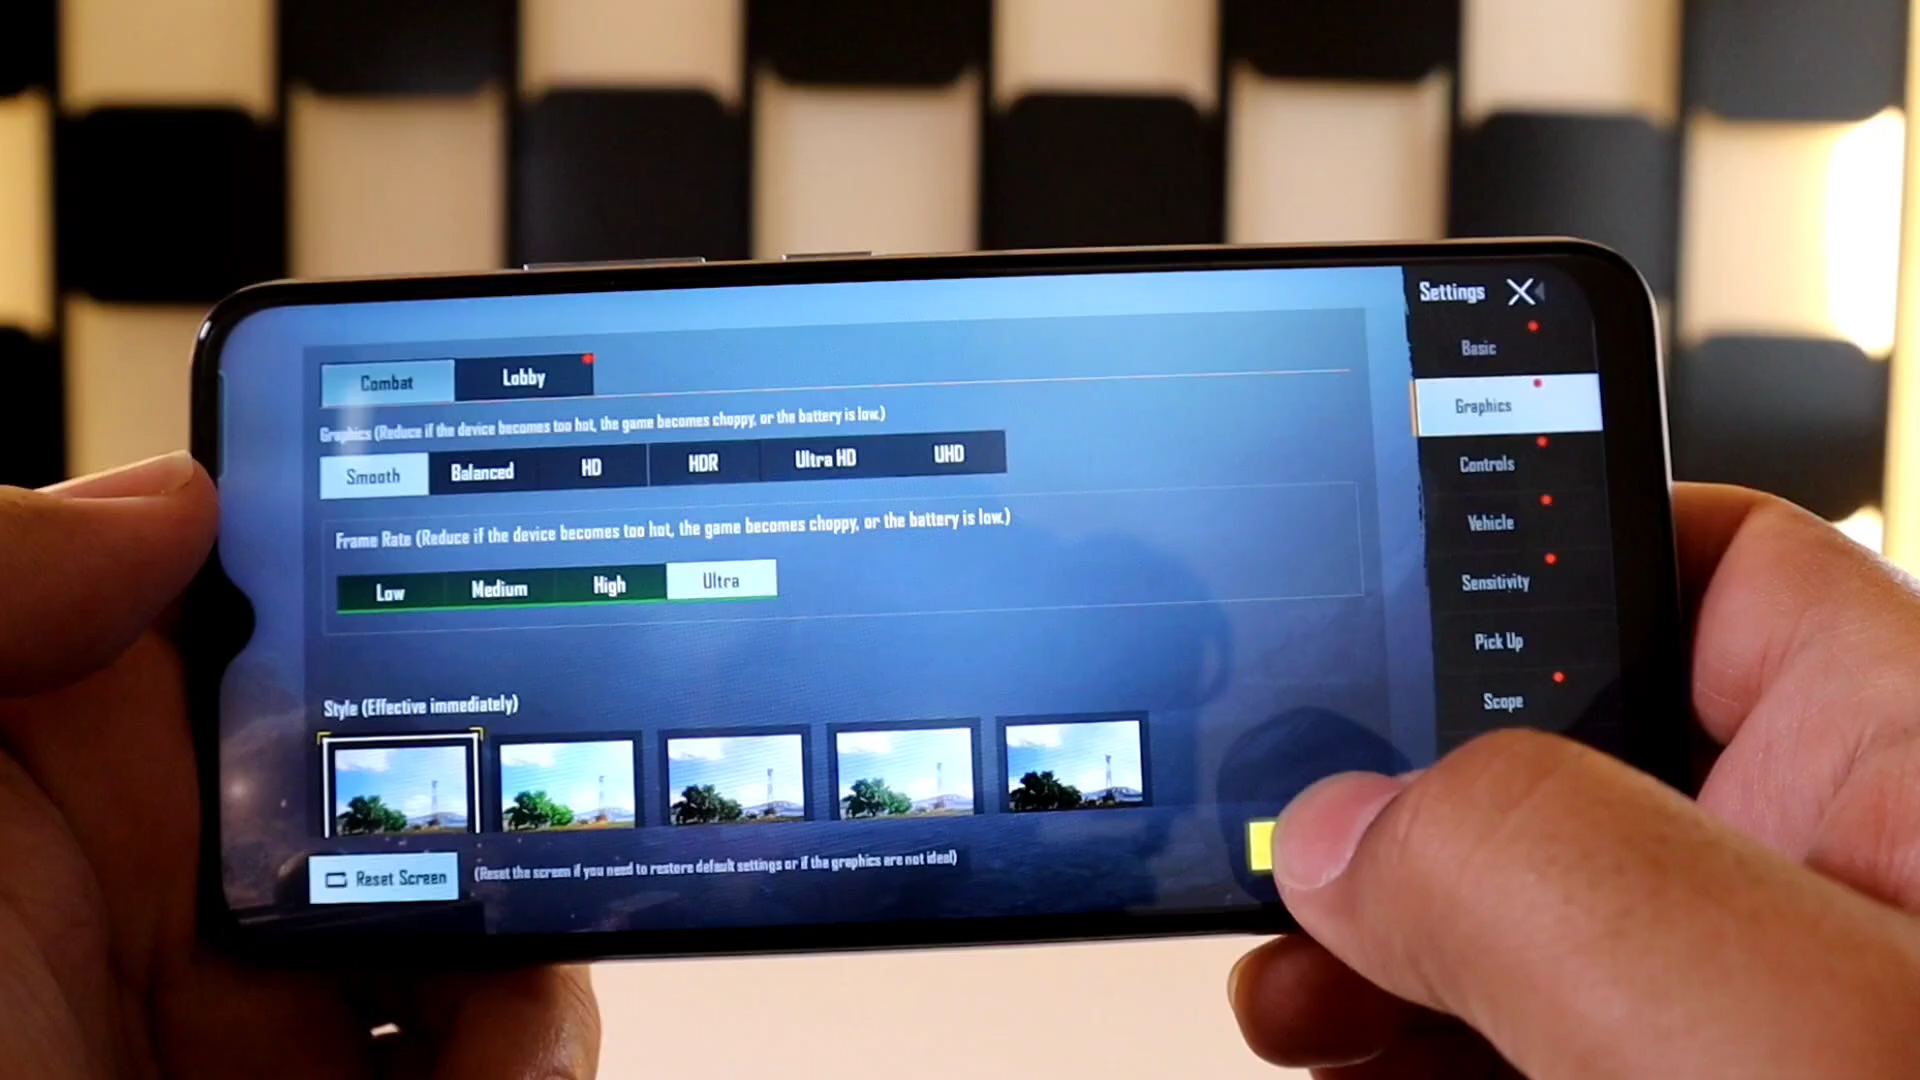 Settings
Basic
Graphics
Controls
Vehicle
Sensitivity
Pick Up
Scope
Combat
Lobby
Graphics (Reduce if the device becomes too hot, the game becomes choppy, or the battery is low.)
Smooth
Balanced
HD
HDR
Ultra HD
UHD
Frame Rate (Reduce if the device becomes too hot, the game becomes choppy, or the battery is low.)
Low
Medium
High
Ultra
Style (Effective immediately)
Reset Screen
(Reset the screen if you need to restore default settings or if the graphics are not ideal)